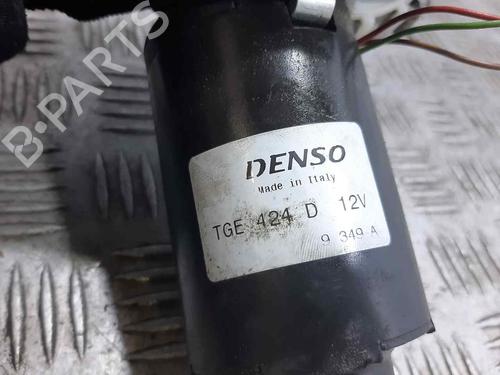 B-PARTS
DENSO
Made in Italy
TGE 424 D 12V
9 349 A